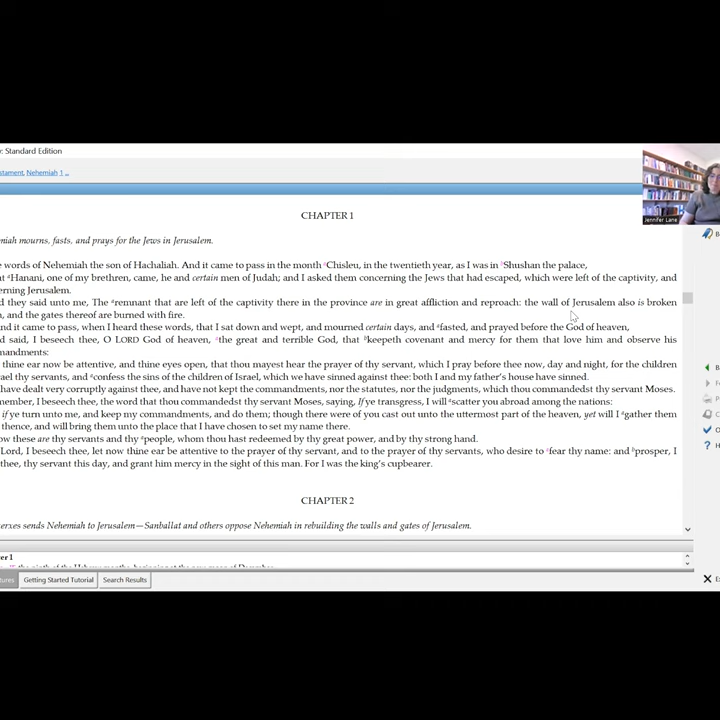 : Standard Edition
stament, Nehemiah 1 ..
Jennifer Lane
CHAPTER 1
miah mourns, fasts, and prays for the Jews in Jerusalem.
e words of Nehemiah the son of Hachaliah. And it came to pass in the month Chisleu, in the twentieth year, as I was in Shushan the palace,
t Hanani, one of my brethren, came, he and certain men of Judah; and I asked them concerning the Jews that had escaped, which were left of the captivity, and
erning Jerusalem.
d they said unto me, The remnant that are left of the captivity there in the province are in great affliction and reproach: the wall of Jerusalem also is broken
n, and the gates thereof are burned with fire.
nd it came to pass, when I heard these words, that I sat down and wept, and mourned certain days, and fasted, and prayed before the God of heaven,
d said, I beseech thee, O LORD God of heaven, the great and terrible God, that keepeth covenant and mercy for them that love him and observe his
mandments:
thine ear now be attentive, and thine eyes open, that thou mayest hear the prayer of thy servant, which I pray before thee now, day and night, for the children
ael thy servants, and confess the sins of the children of Israel, which we have sinned against thee: both I and my father's house have sinned.
have dealt very corruptly against thee, and have not kept the commandments, nor the statutes, nor the judgments, which thou commandedst thy servant Moses.
member, I beseech thee, the word that thou commandedst thy servant Moses, saying, If ye transgress, I will scatter you abroad among the nations:
if ye turn unto me, and keep my commandments, and do them; though there were of you cast out unto the uttermost part of the heaven, yet will I gather them
thence, and will bring them unto the place that I have chosen to set my name there.
ow these are thy servants and thy people, whom thou hast redeemed by thy great power, and by thy strong hand.
Lord, I beseech thee, let now thine ear be attentive to the prayer of thy servant, and to the prayer of thy servants, who desire to fear thy name: and prosper, I
thee, thy servant this day, and grant him mercy in the sight of this man. For I was the king's cupbearer.
CHAPTER 2
erxes sends Nehemiah to Jerusalem—Sanballat and others oppose Nehemiah in rebuilding the walls and gates of Jerusalem.
er 1
tures Getting Started Tutorial Search Results